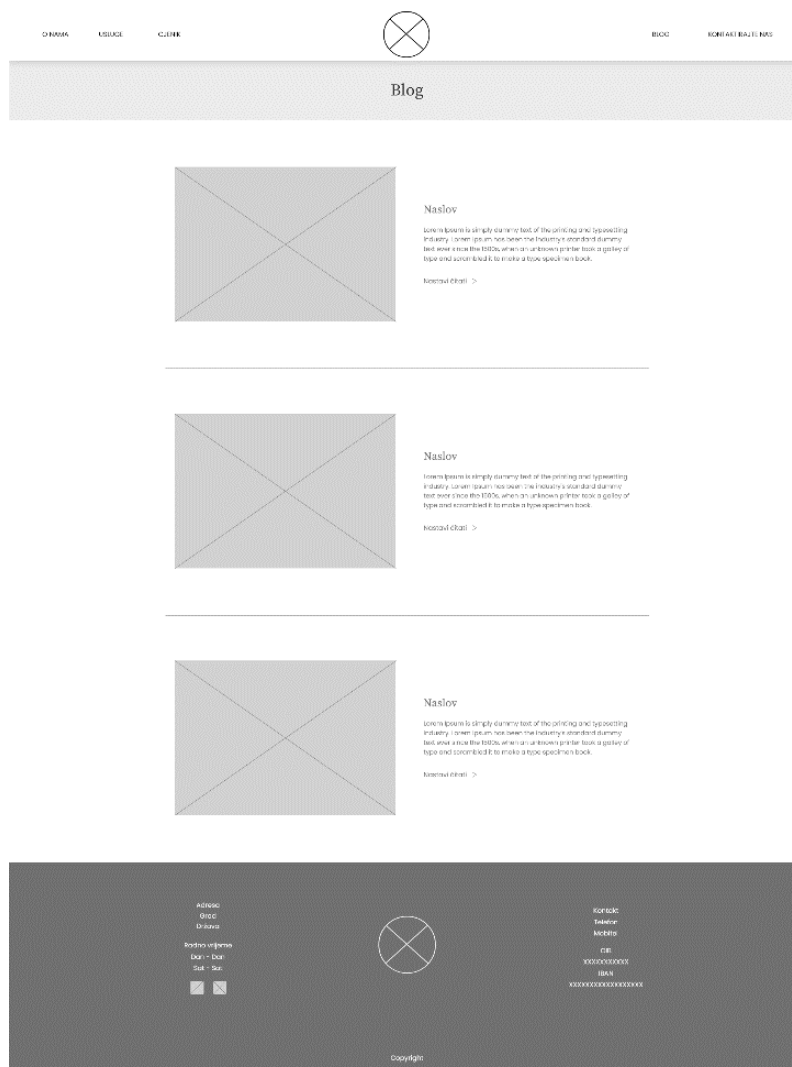 O NAMA
USLUGE
CJENIK
BLOG
KONTAKTIRAJTE NAS
Blog
Naslov
Lorem Ipsum is simply dummy text of the printing and typesetting
industry. Lorem Ipsum has been the industry's standard dummy
text ever since the 1500s, when an unknown printer took a galley of
type and scrambled it to make a type specimen book.
Nastavi čitati >
Naslov
Lorem Ipsum is simply dummy text of the printing and typesetting
industry. Lorem Ipsum has been the industry's standard dummy
text ever since the 1500s, when an unknown printer took a galley of
type and scrambled it to make a type specimen book.
Nastavi čitati >
Naslov
Lorem Ipsum is simply dummy text of the printing and typesetting
industry. Lorem Ipsum has been the industry's standard dummy
text ever since the 1500s, when an unknown printer took a galley of
type and scrambled it to make a type specimen book.
Nastavi čitati >
Adresa
Grad
Država
Radno vrijeme
Dan - Dan
Sat - Sat
Kontakt
Telefon
Mobitel
OIB
XXXXXXXXXXX
IBAN
Copyright